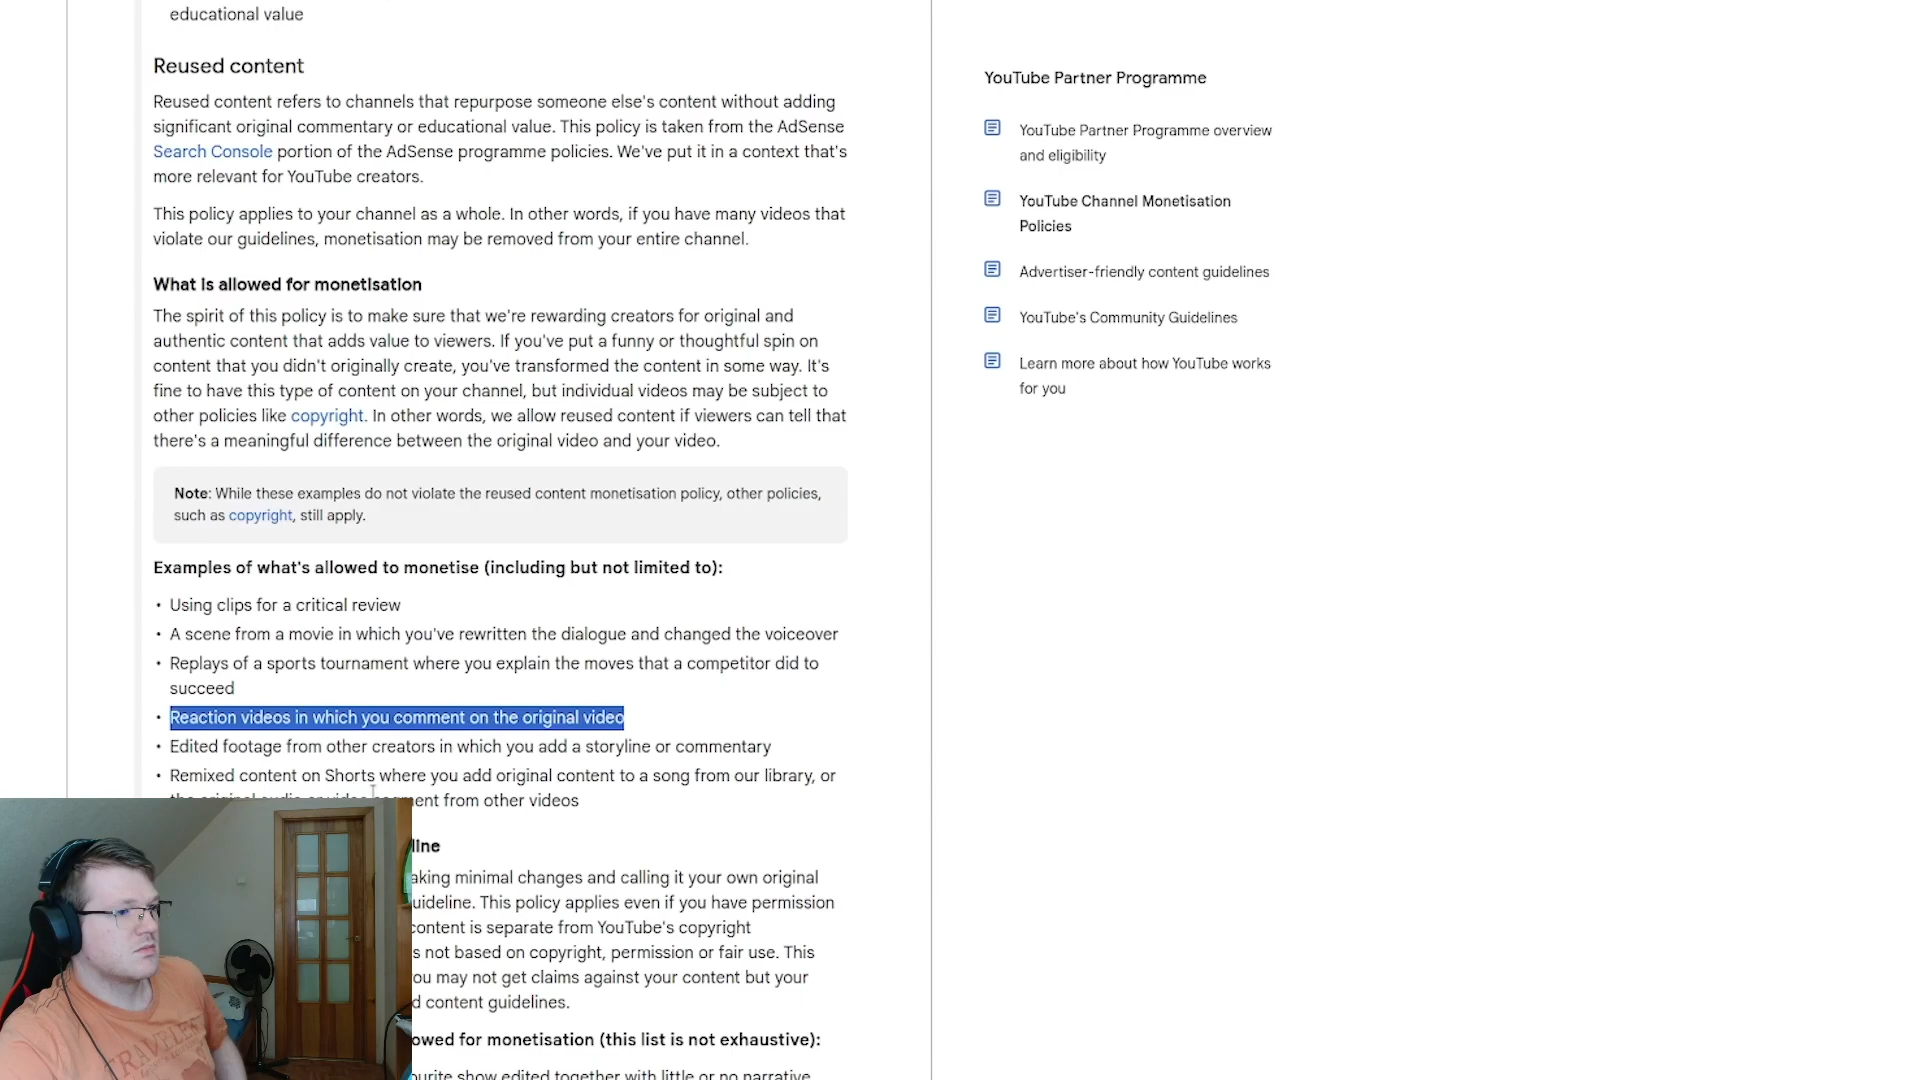 educational value
Reused content
Reused content refers to channels that repurpose someone else's content without adding
significant original commentary or educational value. This policy is taken from the AdSense
Search Console portion of the AdSense programme policies. We've put it in a context that's
more relevant for YouTube creators.
This policy applies to your channel as a whole. In other words, if you have many videos that
violate our guidelines, monetisation may be removed from your entire channel.
What is allowed for monetisation
The spirit of this policy is to make sure that we're rewarding creators for original and
authentic content that adds value to viewers. If you've put a funny or thoughtful spin on
content that you didn't originally create, you've transformed the content in some way. It's
fine to have this type of content on your channel, but individual videos may be subject to
other policies like copyright. In other words, we allow reused content if viewers can tell that
there's a meaningful difference between the original video and your video.
Note: While these examples do not violate the reused content monetisation policy, other policies,
such as copyright, still apply.
Examples of what's allowed to monetise (including but not limited to):
• Using clips for a critical review
• A scene from a movie in which you've rewritten the dialogue and changed the voiceover
• Replays of a sports tournament where you explain the moves that a competitor did to
succeed
• Reaction videos in which you comment on the original video
• Edited footage from other creators in which you add a storyline or commentary
• Remixed content on Shorts where you add original content to a song from our library, or
from other videos
minimal changes and calling it your own original
This policy applies even if you have permission
content is separate from YouTube's copyright
not based on copyright, permission or fair use. This
you may not get claims against your content but your
content guidelines.
for monetisation (this list is not exhaustive):
show edited together with little or no narrative
YouTube Partner Programme
YouTube Partner Programme overview
and eligibility
YouTube Channel Monetisation
Policies
Advertiser-friendly content guidelines
YouTube's Community Guidelines
Learn more about how YouTube works
for you